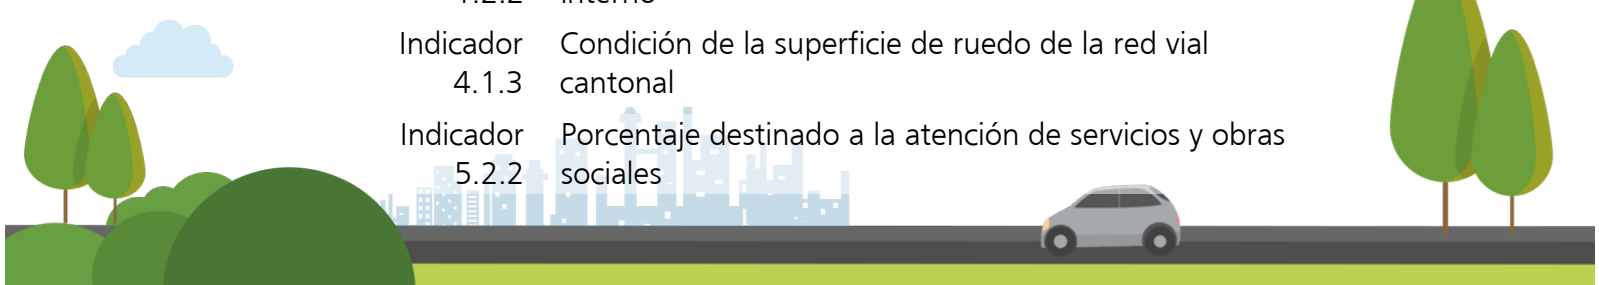 interno
Indicador Condición de la superficie de ruedo de la red vial
4.1.3 cantonal
Indicador Porcentaje destinado a la atención de servicios y obras
5.2.2 sociales